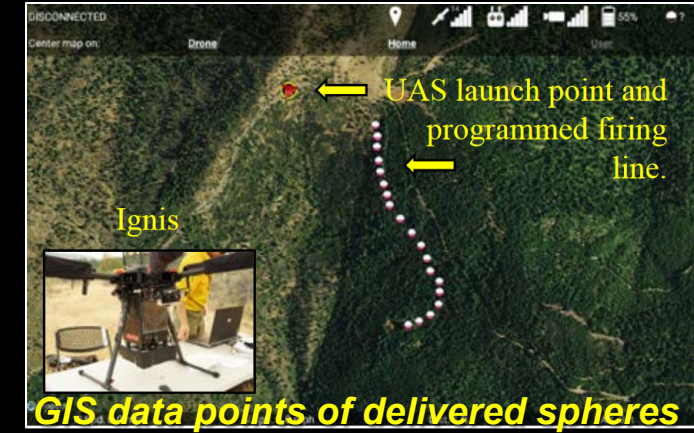 DISCONNECTED
55%
?
Center map on:
Drone
Home
User
UAS launch point and
programmed firing
line.
Ignis
GIS data points of delivered spheres